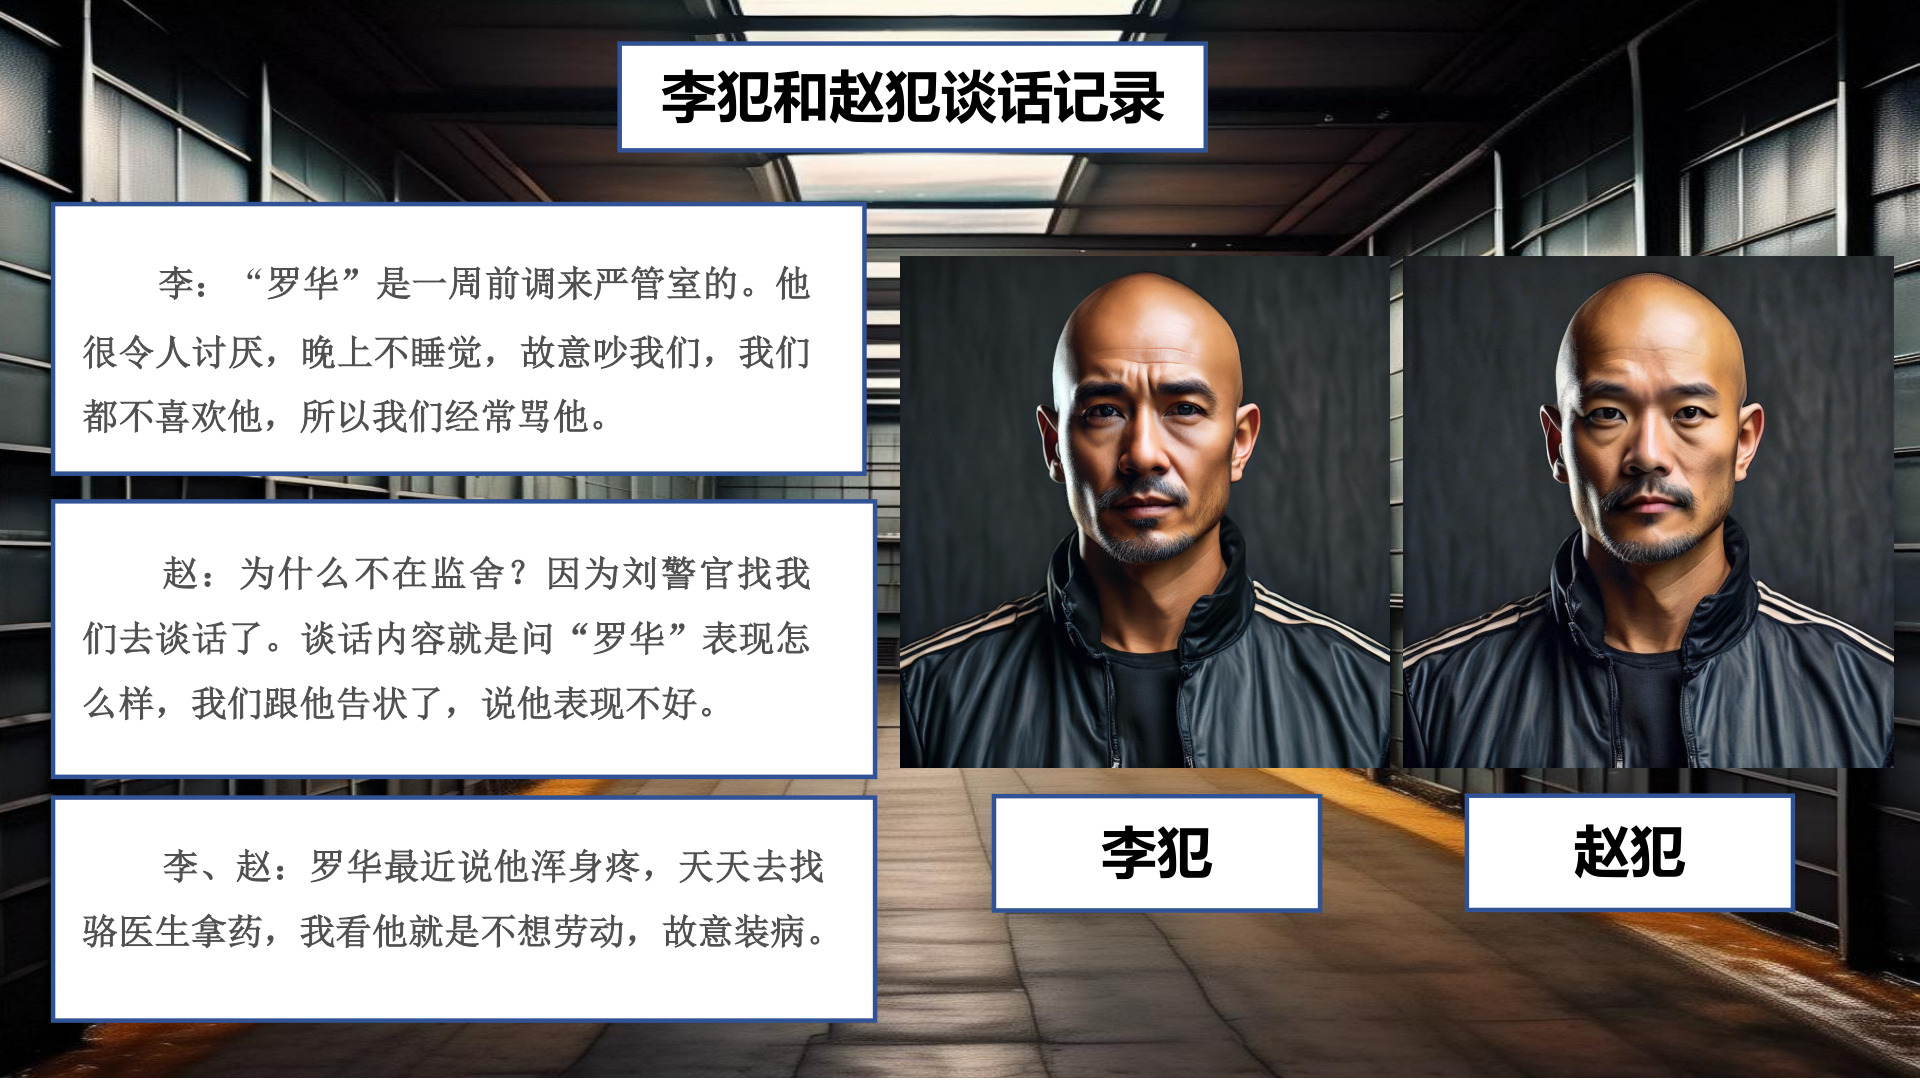 李犯和赵犯谈话记录
李：“罗华”是一周前调来严管室的。他
很令人讨厌，晚上不睡觉，故意吵我们，我们
都不喜欢他，所以我们经常骂他。
赵：为什么不在监舍？因为刘警官找我
们去谈话了。谈话内容就是问“罗华”表现怎
么样，我们跟他告状了，说他表现不好。
李、赵：罗华最近说他浑身疼，天天去找
骆医生拿药，我看他就是不想劳动，故意装病。
李犯
赵犯